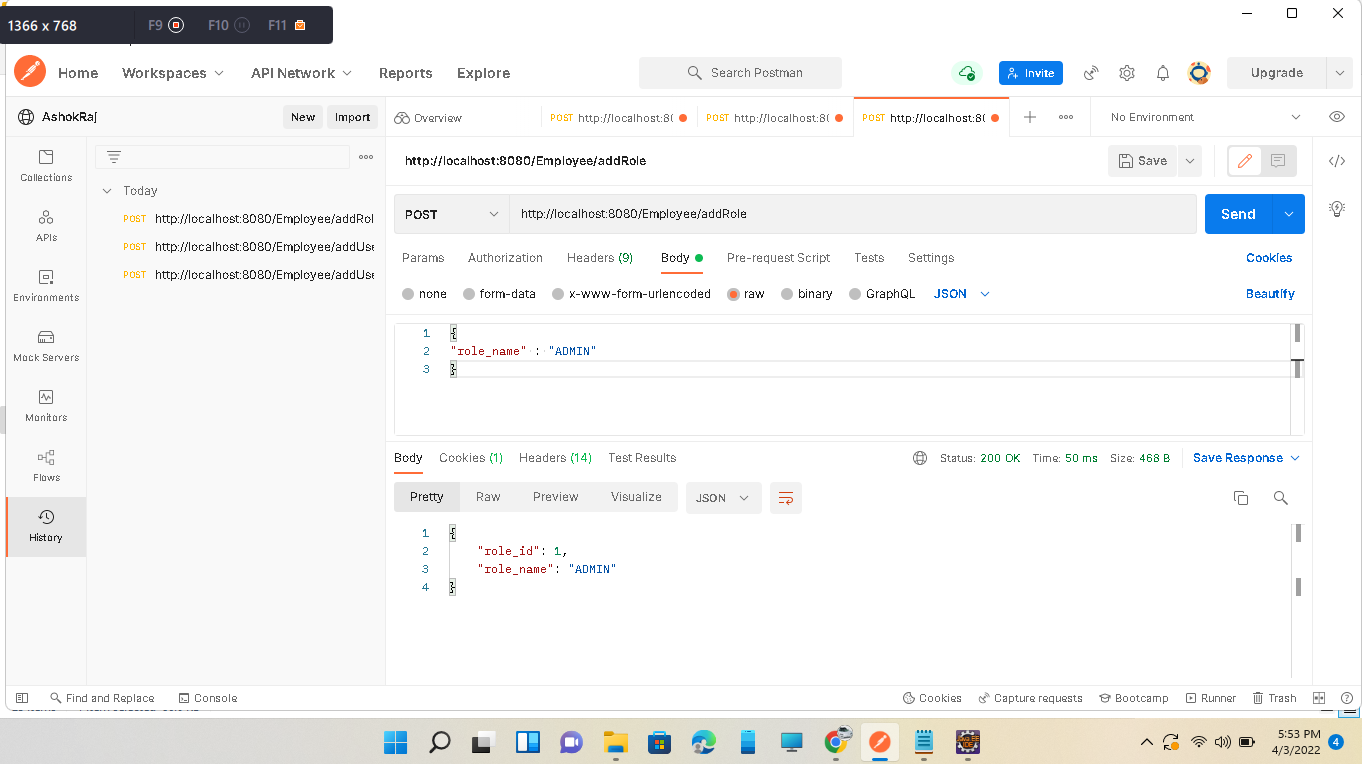 1366 x 768 F9 F10 F11
Home Workspaces API Network Reports Explore Search Postman Invite Upgrade
AshokRaj New Import Overview POST http://localhost:8( POST http://localhost:8( POST http://localhost:8( No Environment
Collections
APIs
Environments
Mock Servers
Monitors
Flows
History
Today
POST http://localhost:8080/Employee/addRol
POST http://localhost:8080/Employee/addUse
POST http://localhost:8080/Employee/addUse
http://localhost:8080/Employee/addRole Save
POST http://localhost:8080/Employee/addRole Send
Params Authorization Headers (9) Body Pre-request Script Tests Settings Cookies
none form-data x-www-form-urlencoded raw binary GraphQL JSON Beautify
1 {
2 "role_name" : "ADMIN"
3 }
Body Cookies (1) Headers (14) Test Results Status: 200 OK Time: 50 ms Size: 468 B Save Response
Pretty Raw Preview Visualize JSON
1 {
2 "role_id": 1,
3 "role_name": "ADMIN"
4 }
Find and Replace Console Cookies Capture requests Bootcamp Runner Trash
5:53 PM
4/3/2022 4